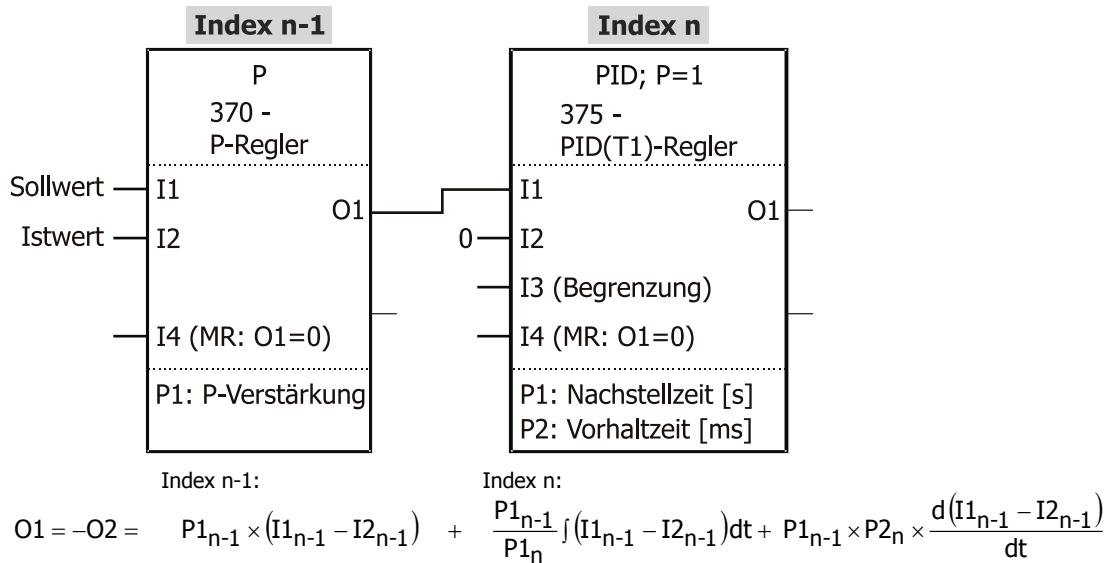 Index n-1
P
370 -
P-Regler
Sollwert
I1
O1
Istwert
I2
I4 (MR: O1=0)
P1: P-Verstärkung
Index n
PID; P=1
375 -
PID(T1)-Regler
I1
O1
0
I2
I3 (Begrenzung)
I4 (MR: O1=0)
P1: Nachstellzeit [s]
P2: Vorhaltzeit [ms]
Index n-1:
Index n:
O1 = −O2 = P1n-1 × (I1n-1 − I2n-1) + P1n-1/P1n ∫ (I1n-1 − I2n-1)dt + P1n-1 × P2n × d(I1n-1 − I2n-1)/dt